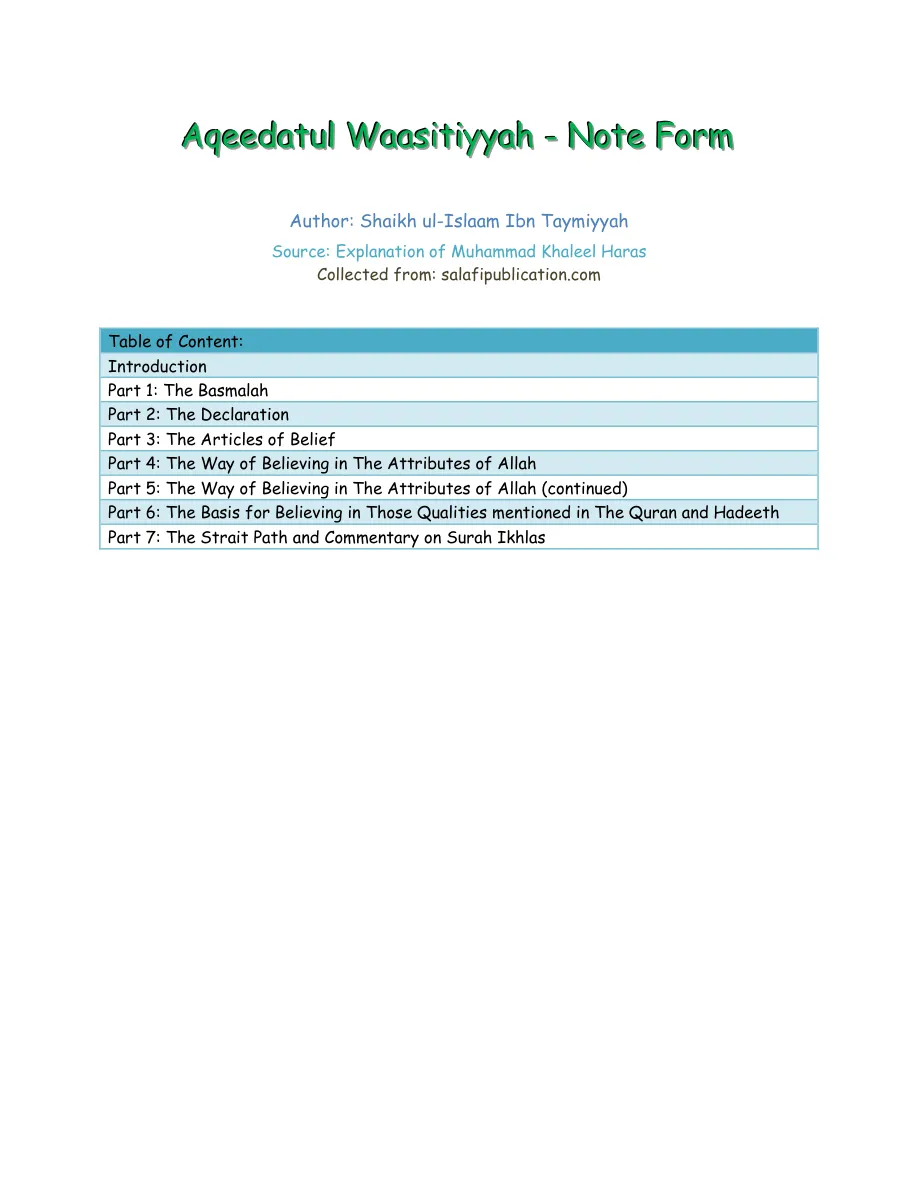 Aqeedatul Waasitiyyah - Note Form
Author: Shaikh ul-Islaam Ibn Taymiyyah
Source: Explanation of Muhammad Khaleel Haras
Collected from: salafipublication.com
Table of Content:
Introduction
Part 1: The Basmalah
Part 2: The Declaration
Part 3: The Articles of Belief
Part 4: The Way of Believing in The Attributes of Allah
Part 5: The Way of Believing in The Attributes of Allah (continued)
Part 6: The Basis for Believing in Those Qualities mentioned in The Quran and Hadeeth
Part 7: The Strait Path and Commentary on Surah Ikhlas